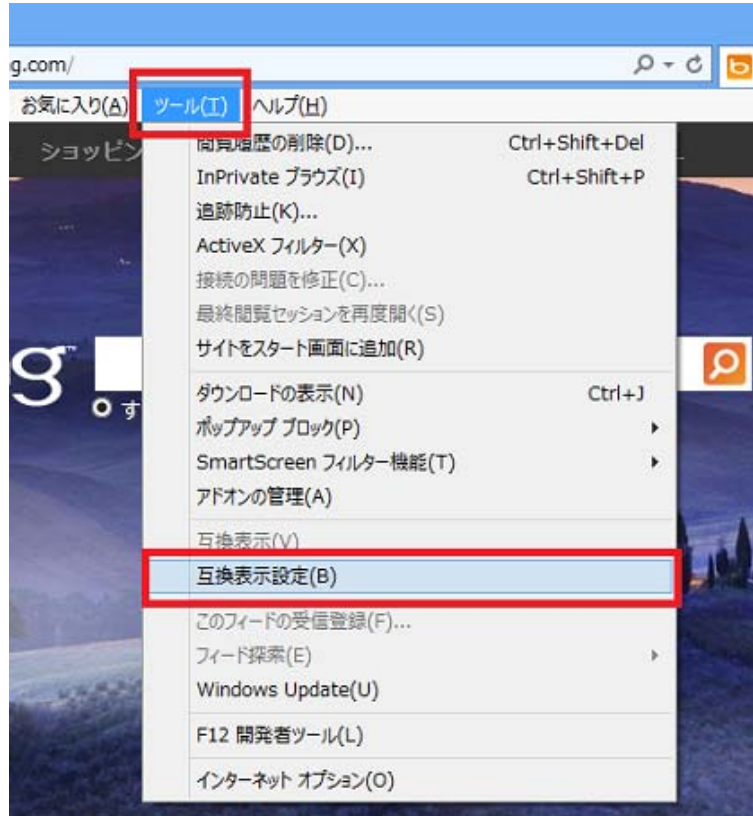 g.com/
お気に入り(A) ツール(T) ヘルプ(H)
ショッピン
閲覧履歴の削除(D)... Ctrl+Shift+Del
InPrivate ブラウズ(I) Ctrl+Shift+P
追跡防止(K)...
ActiveX フィルター(X)
接続の問題を修正(C)...
最終閲覧セッションを再度開く(S)
サイトをスタート画面に追加(R)
g™
す
ダウンロードの表示(N) Ctrl+J
ポップアップ ブロック(P)
SmartScreen フィルター機能(T)
アドオンの管理(A)
互換表示(V)
互換表示設定(B)
このフィードの受信登録(F)...
フィード探索(E)
Windows Update(U)
F12 開発者ツール(L)
インターネット オプション(O)